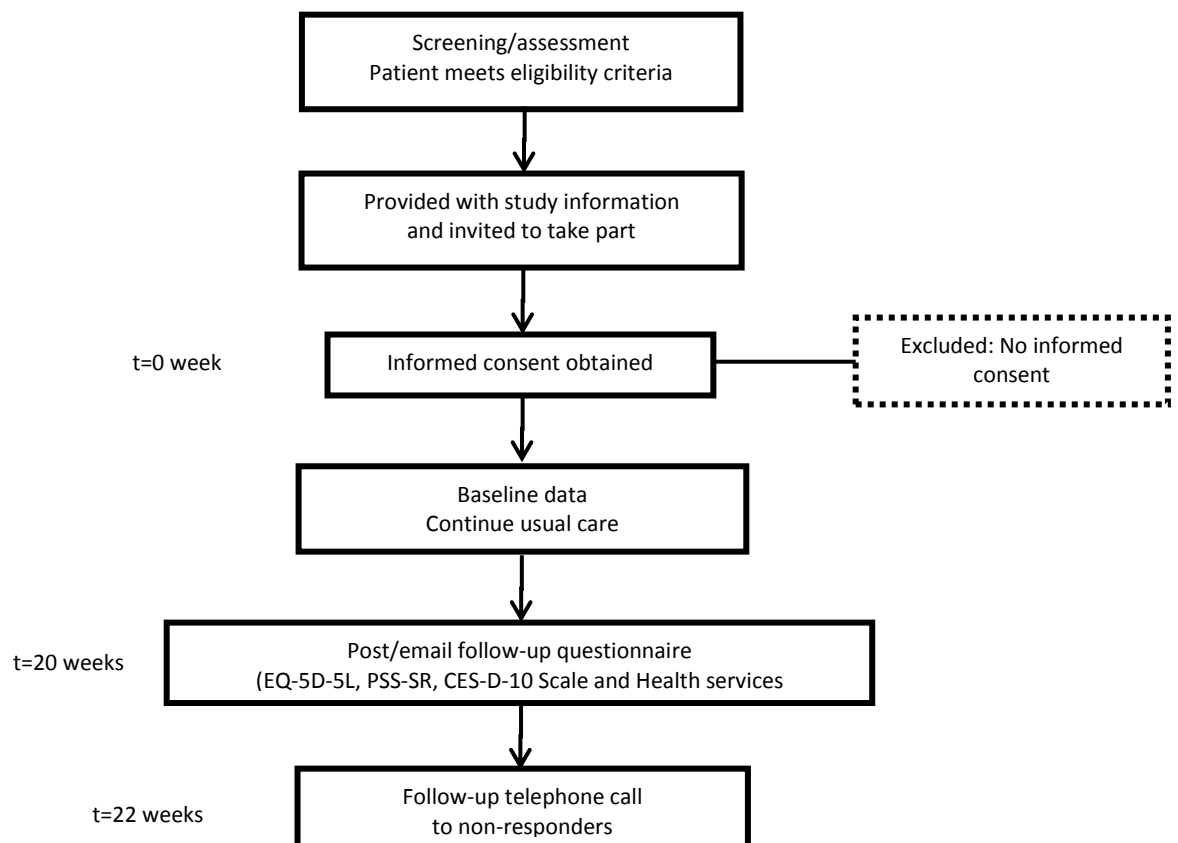 Screening/assessment
Patient meets eligibility criteria
Provided with study information
and invited to take part
t=0 week
Informed consent obtained
Excluded: No informed
consent
Baseline data
Continue usual care
t=20 weeks
Post/email follow-up questionnaire
(EQ-5D-5L, PSS-SR, CES-D-10 Scale and Health services
t=22 weeks
Follow-up telephone call
to non-responders